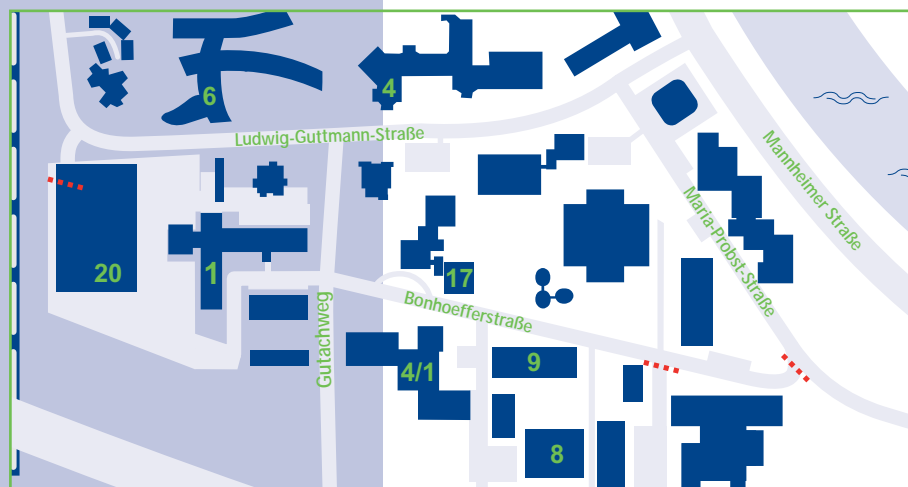 6
4
Ludwig-Guttmann-Straße
Mannheimer Straße
Maria-Probst-Straße
20
1
17
Bonhoefferstraße
Gutachweg
4/1
9
8